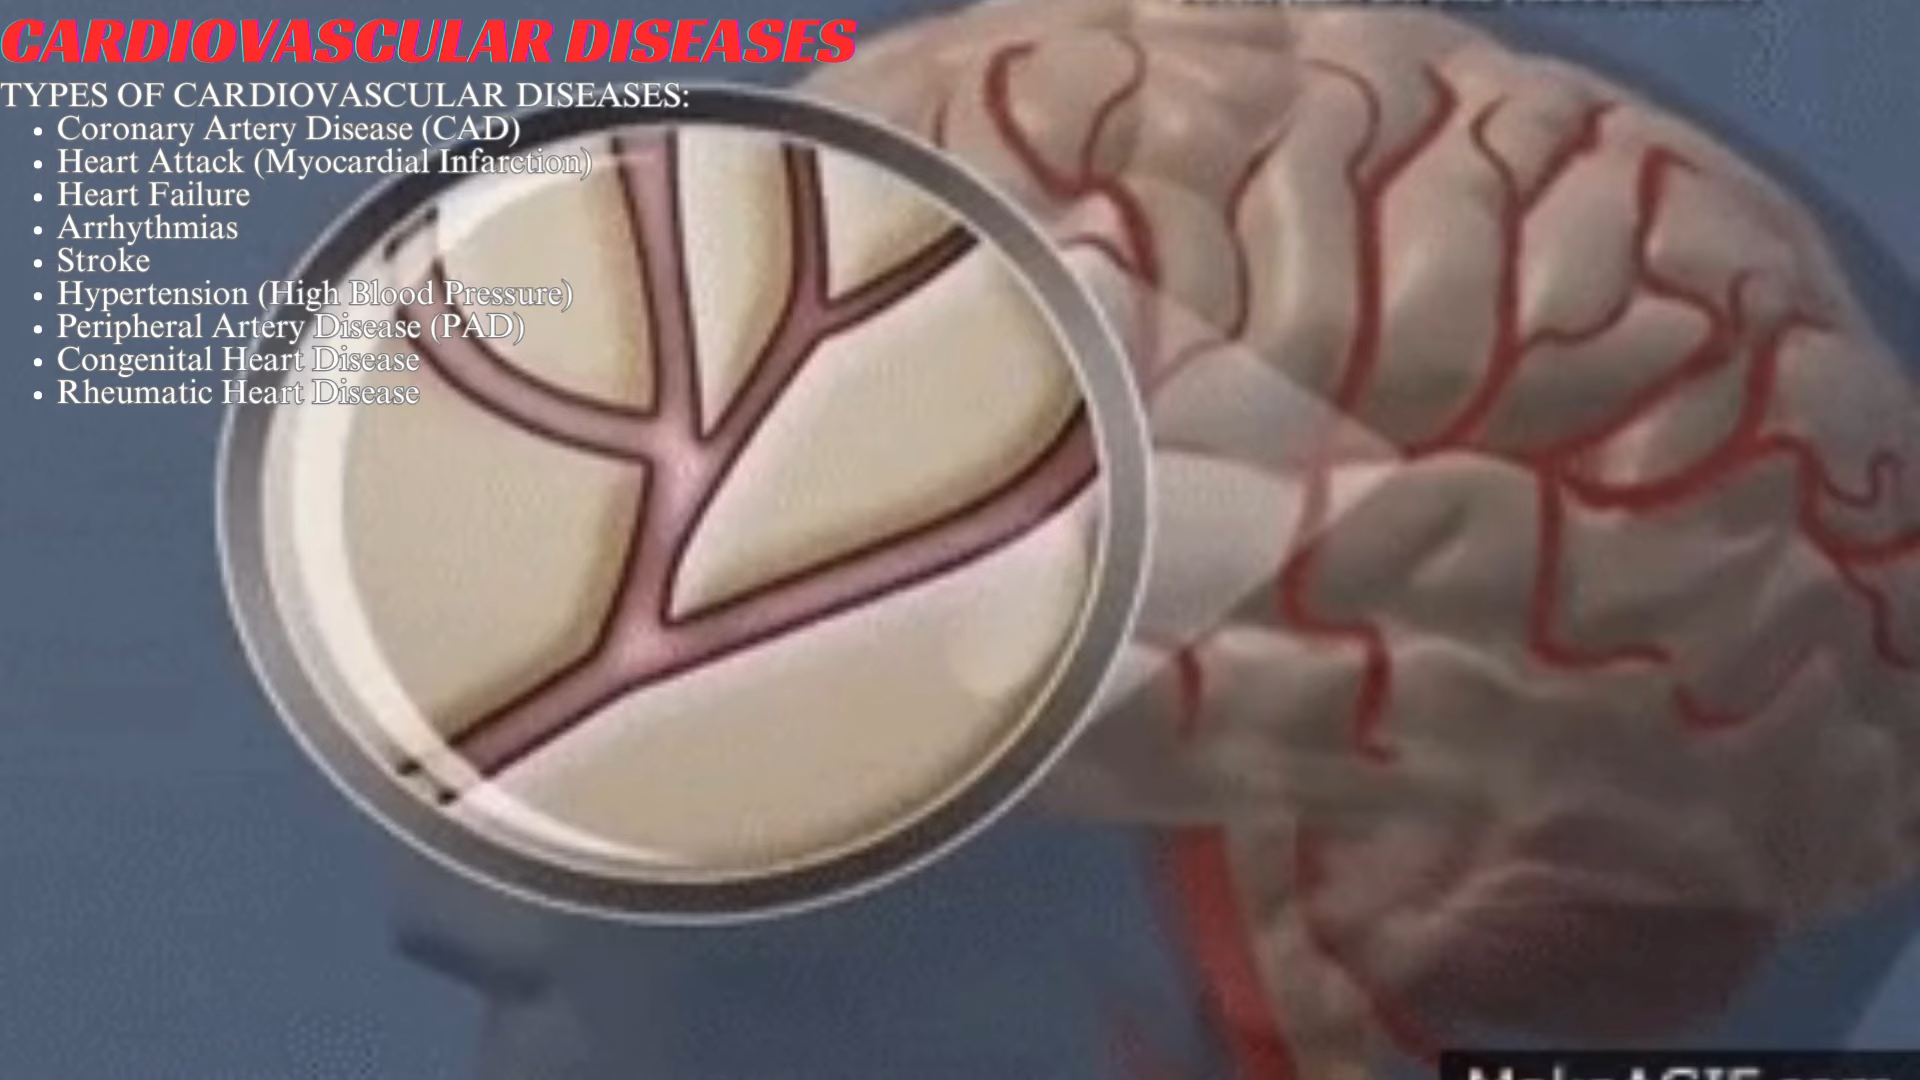 CARDIOVASCULAR DISEASES
TYPES OF CARDIOVASCULAR DISEASES:
• Coronary Artery Disease (CAD)
• Heart Attack (Myocardial Infarction)
• Heart Failure
• Arrhythmias
• Stroke
• Hypertension (High Blood Pressure)
• Peripheral Artery Disease (PAD)
• Congenital Heart Disease
• Rheumatic Heart Disease